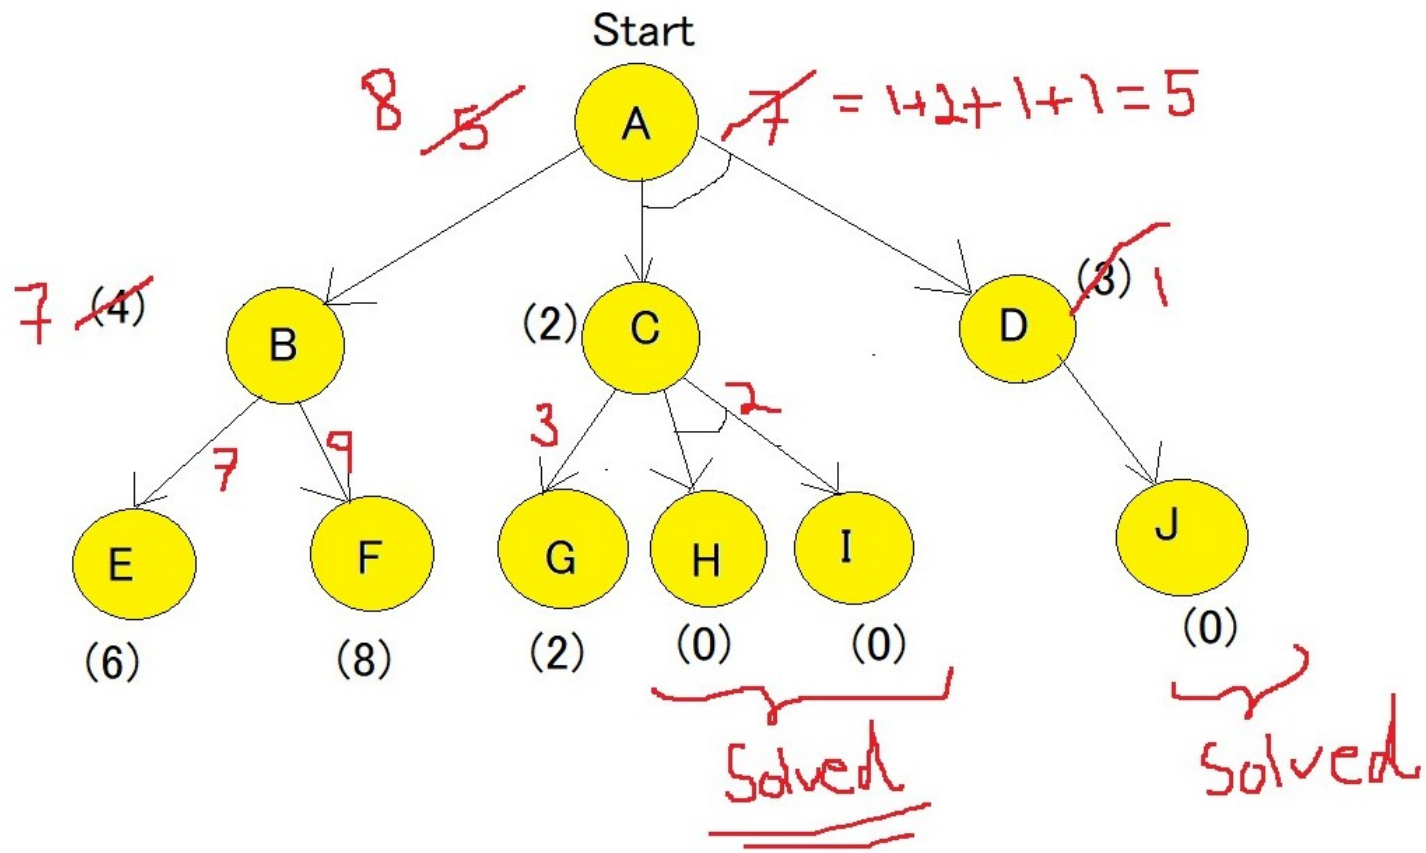 Start
8 5 A 7 = 1+2+1+1=5
7 (4) B (2) C D (3) 1
7 9 3 2
E F G H I J
(6) (8) (2) (0) (0) (0)
Solved Solved